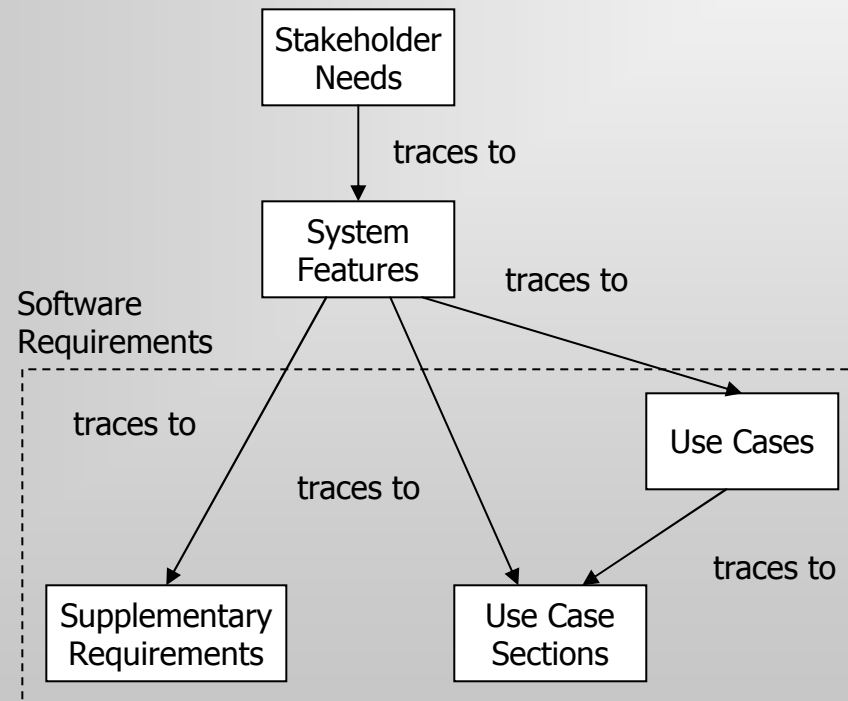 Stakeholder
Needs
traces to
System
Features
traces to
Software
Requirements
traces to
Use Cases
traces to
traces to
Supplementary
Requirements
Use Case
Sections